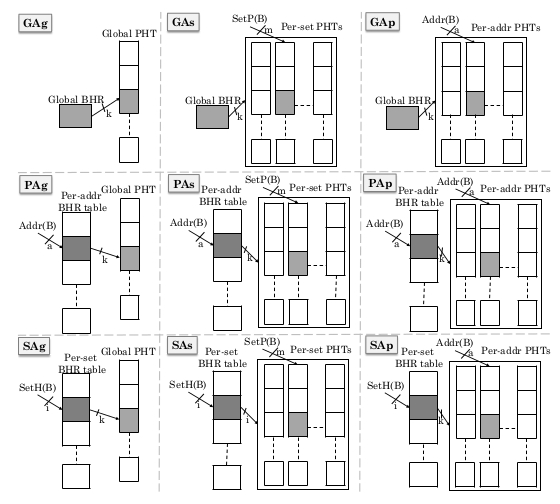 GAg
Global PHT
Global BHR
k
GAs
SetP(B)
m
Per-set PHTs
Global BHR
k
GAp
Addr(B)
a
Per-addr PHTs
Global BHR
k
PAg
Per-addr
BHR table
Global PHT
Addr(B)
a
k
PAs
Per-addr
BHR table
SetP(B)
m
Per-set PHTs
Addr(B)
a
k
PAp
Per-addr
BHR table
Addr(B)
a
Per-addr PHTs
Addr(B)
a
k
SAg
Per-set
BHR table
Global PHT
SetH(B)
i
k
SAs
Per-set
BHR table
SetP(B)
m
Per-set PHTs
SetH(B)
i
i
SAp
Per-set
BHR table
Addr(B)
a
Per-addr PHTs
SetH(B)
i
k